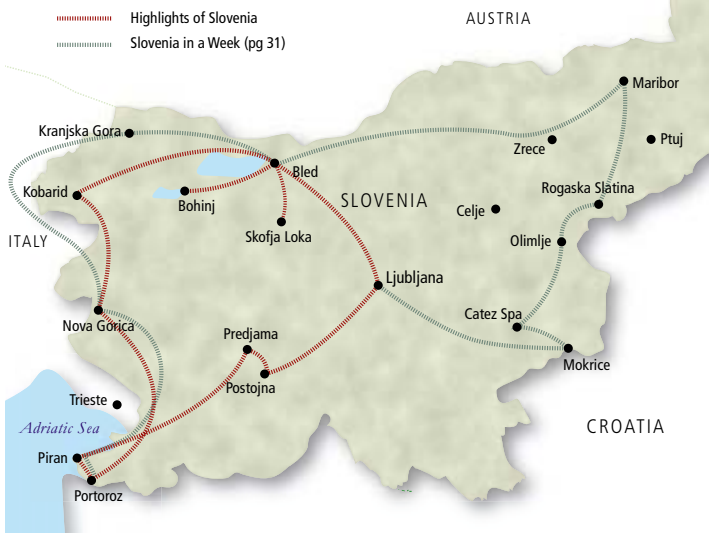 AUSTRIA
Highlights of Slovenia
Slovenia in a Week (pg 31)
Maribor
Kranjska Gora
Zrece
Ptuj
Bled
Kobarid
Bohinj
SLOVENIA
Rogaska Slatina
Celje
Skofja Loka
ITALY
Olimlje
Ljubljana
Catez Spa
Nova Gorica
Predjama
Mokrice
Postojna
Trieste
Adriatic Sea
CROATIA
Piran
Portoroz